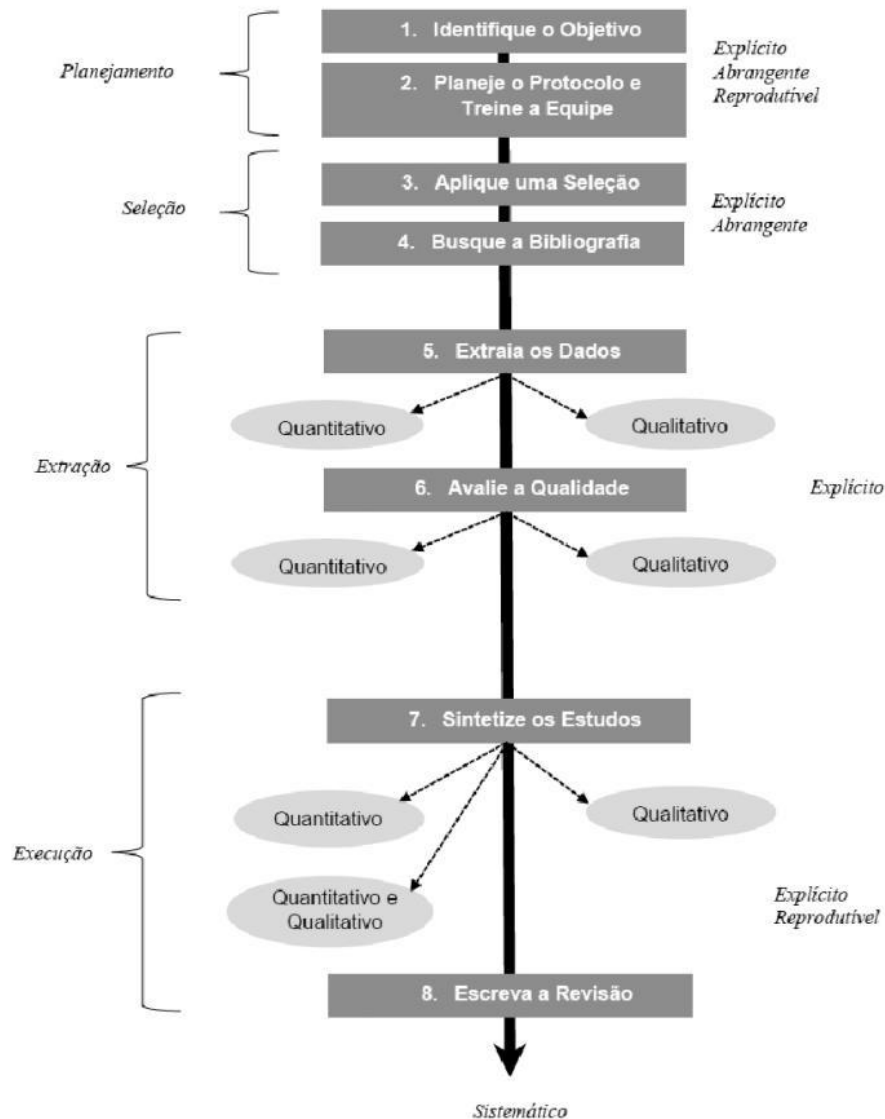 1. Identifique o Objetivo
Planejamento
Explícito
Abrangente
Reprodutível
2. Planeje o Protocolo e
Treine a Equipe
3. Aplique uma Seleção
Seleção
Explícito
Abrangente
4. Busque a Bibliografia
5. Extraia os Dados
Quantitativo
Qualitativo
Extração
6. Avalie a Qualidade
Explícito
Quantitativo
Qualitativo
7. Sintetize os Estudos
Quantitativo
Qualitativo
Execução
Quantitativo e
Qualitativo
Explícito
Reprodutível
8. Escreva a Revisão
Sistemático